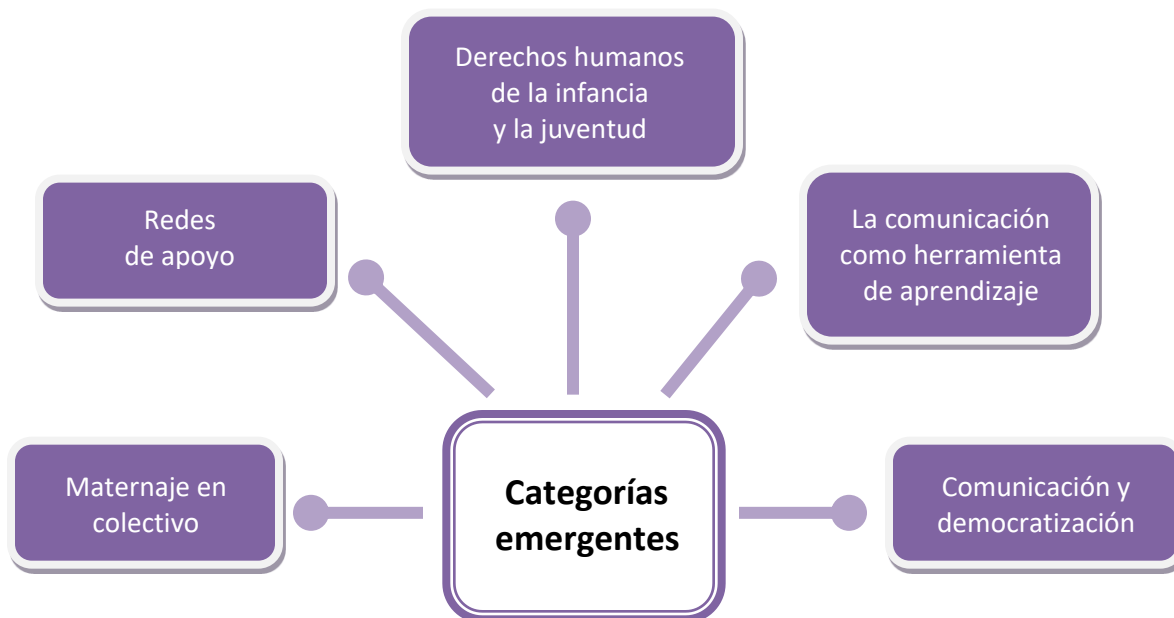 Derechos humanos
de la infancia
y la juventud
Redes
de apoyo
La comunicación
como herramienta
de aprendizaje
Maternaje en
colectivo
Categorías
emergentes
Comunicación y
democratización